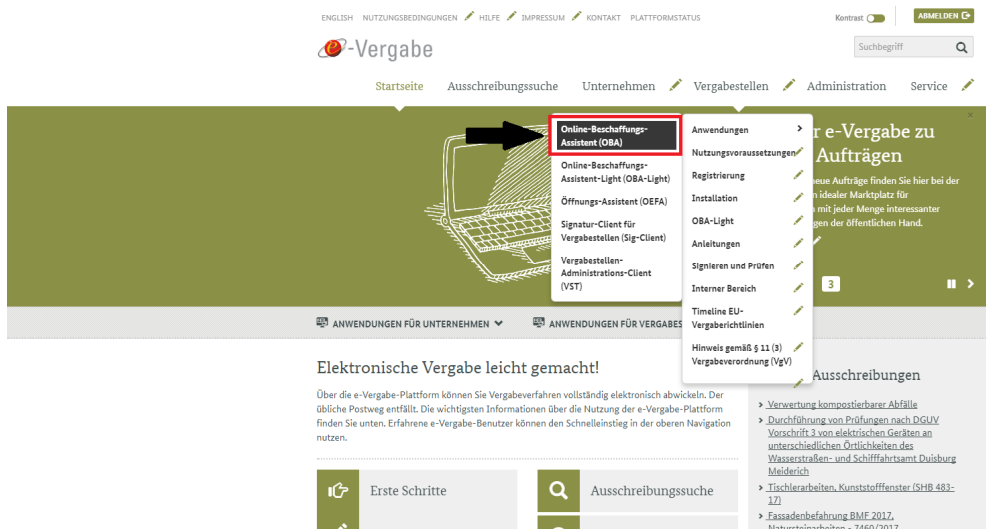 ENGLISH NUTZUNGSBEDINGUNGEN HILFE IMPRESSUM KONTAKT PLATTFORMSTATUS
Kontrast
ABMELDEN
e-Vergabe
Suchbegriff
Startseite Ausschreibungssuche Unternehmen Vergabestellen Administration Service
Online-Beschaffungs-
Assistent (OBA)
Online-Beschaffungs-
Assistent-Light (OBA-Light)
Öffnungs-Assistent (OEFA)
Signatur-Client für
Vergabestellen (Sig-Client)
Vergabestellen-
Administrations-Client
(VST)
Anwendungen
Nutzungsvoraussetzungen
Registrierung
Installation
OBA-Light
Anleitungen
Signieren und Prüfen
Interner Bereich
Timeline EU-
Vergaberichtlinien
Hinweis gemäß § 11 (3)
Vergabeverordnung (VgV)
r e-Vergabe zu
Aufträgen
neue Aufträge finden Sie hier bei der
n idealer Marktplatz für
mit jeder Menge interessanter
gen der öffentlichen Hand.
3
ANWENDUNGEN FÜR UNTERNEHMEN
ANWENDUNGEN FÜR VERGABES
Elektronische Vergabe leicht gemacht!
Über die e-Vergabe-Plattform können Sie Vergabeverfahren vollständig elektronisch abwickeln. Der
übliche Postweg entfällt. Die wichtigsten Informationen über die Nutzung der e-Vergabe-Plattform
finden Sie unten. Erfahrene e-Vergabe-Benutzer können den Schnelleinstieg in der oberen Navigation
nutzen.
Erste Schritte
Ausschreibungssuche
Ausschreibungen
Verwertung kompostierbarer Abfälle
Durchführung von Prüfungen nach DGUV
Vorschrift 3 von elektrischen Geräten an
unterschiedlichen Örtlichkeiten des
Wasserstraßen- und Schifffahrtsamt Duisburg
Meiderich
Tischlerarbeiten, Kunststofffenster (SHB 483-
17)
Fassadenbefahrung BMF 2017,
Natursteinarbeiten - 7460/2017